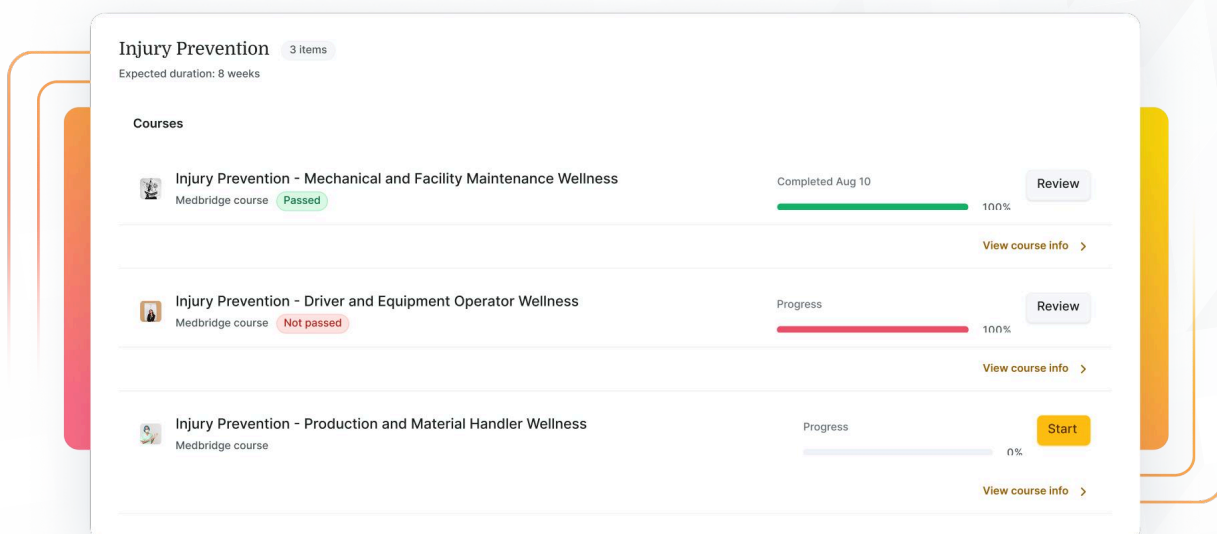 Injury Prevention 3 items
Expected duration: 8 weeks
Courses
Injury Prevention - Mechanical and Facility Maintenance Wellness
Medbridge course Passed
Completed Aug 10
100%
Review
View course info
Injury Prevention - Driver and Equipment Operator Wellness
Medbridge course Not passed
Progress
100%
Review
View course info
Injury Prevention - Production and Material Handler Wellness
Medbridge course
Progress
0%
Start
View course info